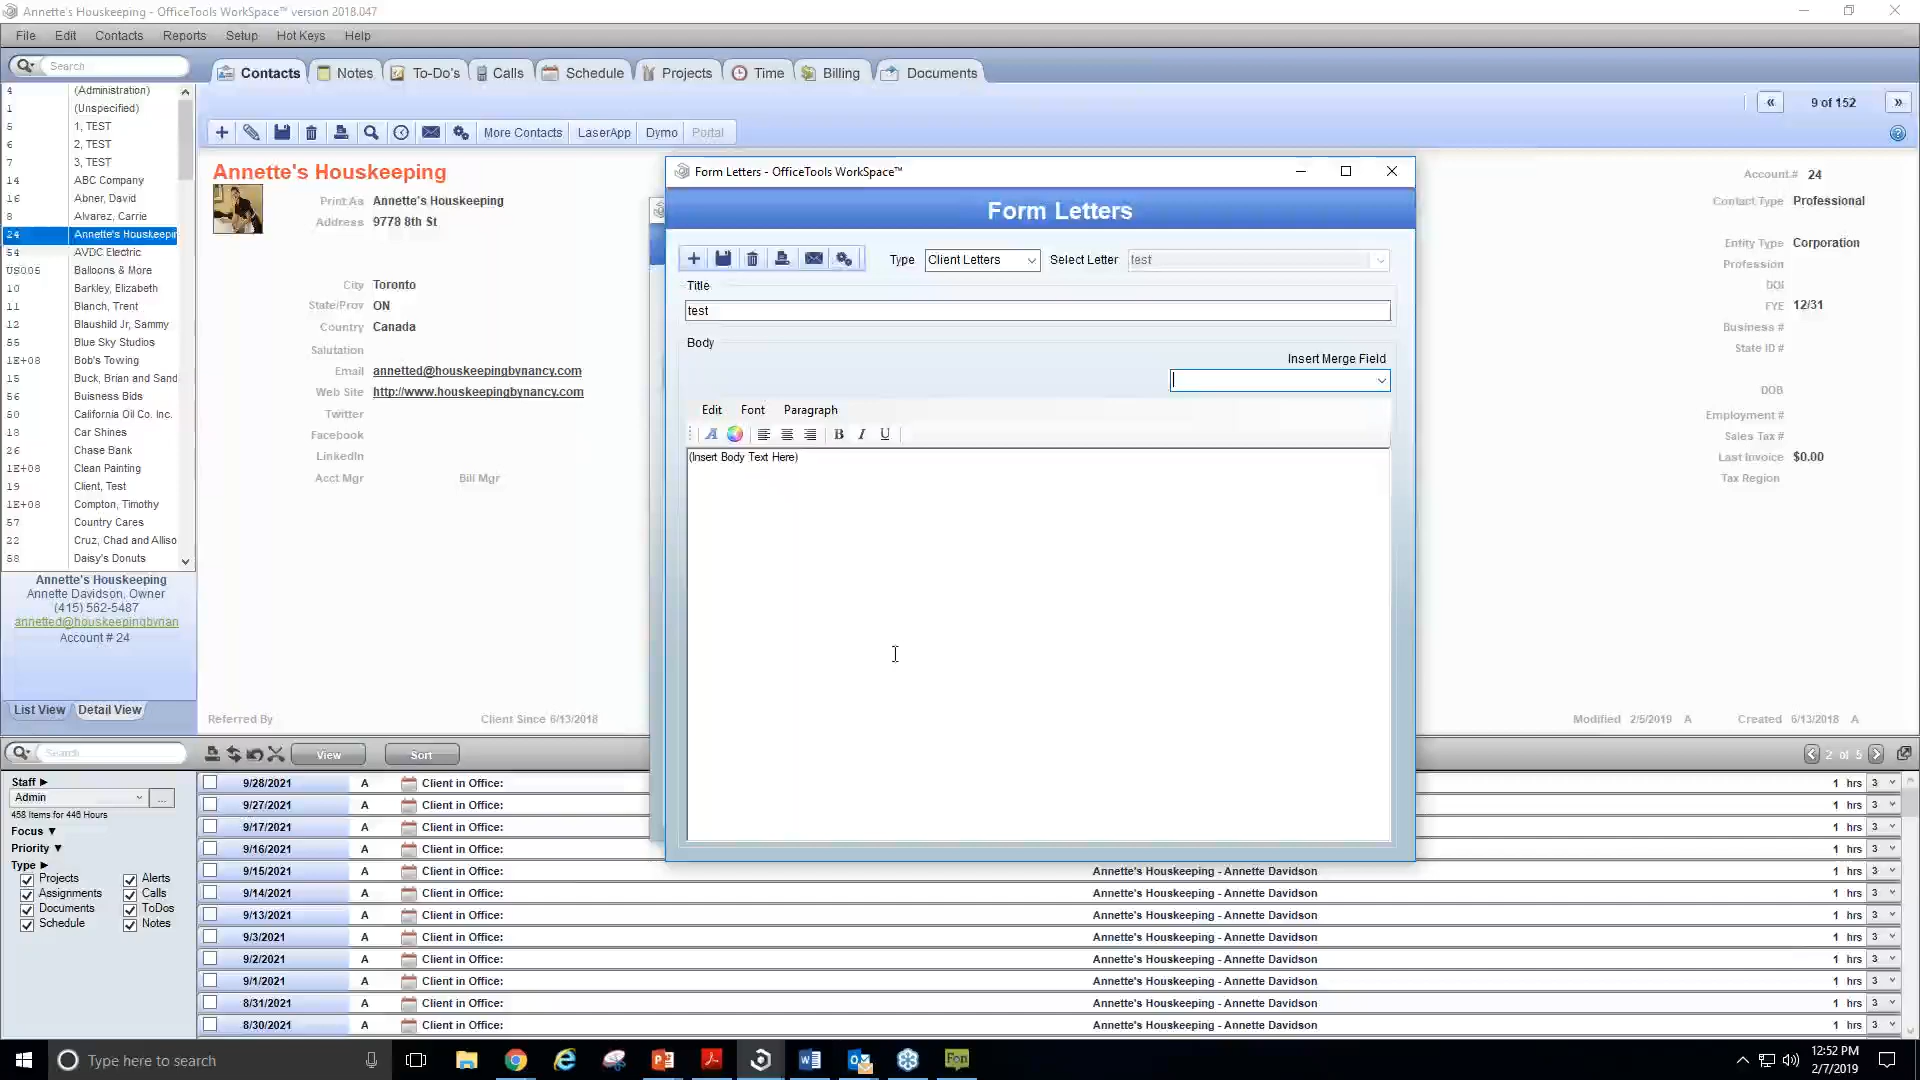 Annette's Houskeeping - OfficeTools WorkSpace™ version 2018.047
File Edit Contacts Reports Setup Hot Keys Help
Search
Contacts Notes To-Do's Calls Schedule Projects Time Billing Documents
9 of 152
More Contacts LaserApp Dymo Portal
4 (Administration)
1 (Unspecified)
5 1, TEST
6 2, TEST
7 3, TEST
14 ABC Company
16 Abner, David
8 Alvarez, Carrie
24 Annette's Houskeepin
54 AVDC Electric
US005 Balloons & More
10 Barkley, Elizabeth
11 Blanch, Trent
12 Blaushild Jr, Sammy
55 Blue Sky Studios
1E+08 Bob's Towing
15 Buck, Brian and Sand
56 Buisness Bids
50 California Oil Co. Inc.
18 Car Shines
26 Chase Bank
1E+08 Clean Painting
19 Client, Test
1E+08 Compton, Timothy
57 Country Cares
22 Cruz, Chad and Alliso
58 Daisy's Donuts
Annette's Houskeeping
Annette Davidson, Owner
(415) 562-5487
annetted@houskeepingbynan
Account # 24
List View Detail View
Annette's Houskeeping
Print As Annette's Houskeeping
Address 9778 8th St
City Toronto
State/Prov ON
Country Canada
Salutation
Email annetted@houskeepingbynancy.com
Web Site http://www.houskeepingbynancy.com
Twitter
Facebook
LinkedIn
Acct Mgr Bill Mgr
Referred By Client Since 6/13/2018
Form Letters - OfficeTools WorkSpace™
Form Letters
Type Client Letters Select Letter test
Title
test
Body
Insert Merge Field
Edit Font Paragraph
A B I U
(Insert Body Text Here)
Account # 24
Contact Type Professional
Entity Type Corporation
Profession
DOI
FYE 12/31
Business #
State ID #
DOB
Employment #
Sales Tax #
Last Invoice $0.00
Tax Region
Modified 2/5/2019 A Created 6/13/2018 A
Search View Sort 2 of 5
Staff
Admin ...
458 Items for 446 Hours
Focus
Priority
Type
Projects Alerts
Assignments Calls
Documents ToDos
Schedule Notes
9/28/2021 A Client in Office: 1 hrs 3
9/27/2021 A Client in Office: 1 hrs 3
9/17/2021 A Client in Office: 1 hrs 3
9/16/2021 A Client in Office: 1 hrs 3
9/15/2021 A Client in Office: Annette's Houskeeping - Annette Davidson 1 hrs 3
9/14/2021 A Client in Office: Annette's Houskeeping - Annette Davidson 1 hrs 3
9/13/2021 A Client in Office: Annette's Houskeeping - Annette Davidson 1 hrs 3
9/3/2021 A Client in Office: Annette's Houskeeping - Annette Davidson 1 hrs 3
9/2/2021 A Client in Office: Annette's Houskeeping - Annette Davidson 1 hrs 3
9/1/2021 A Client in Office: Annette's Houskeeping - Annette Davidson 1 hrs 3
8/31/2021 A Client in Office: Annette's Houskeeping - Annette Davidson 1 hrs 3
8/30/2021 A Client in Office: Annette's Houskeeping - Annette Davidson 1 hrs 3
Type here to search
Fon
12:52 PM
2/7/2019